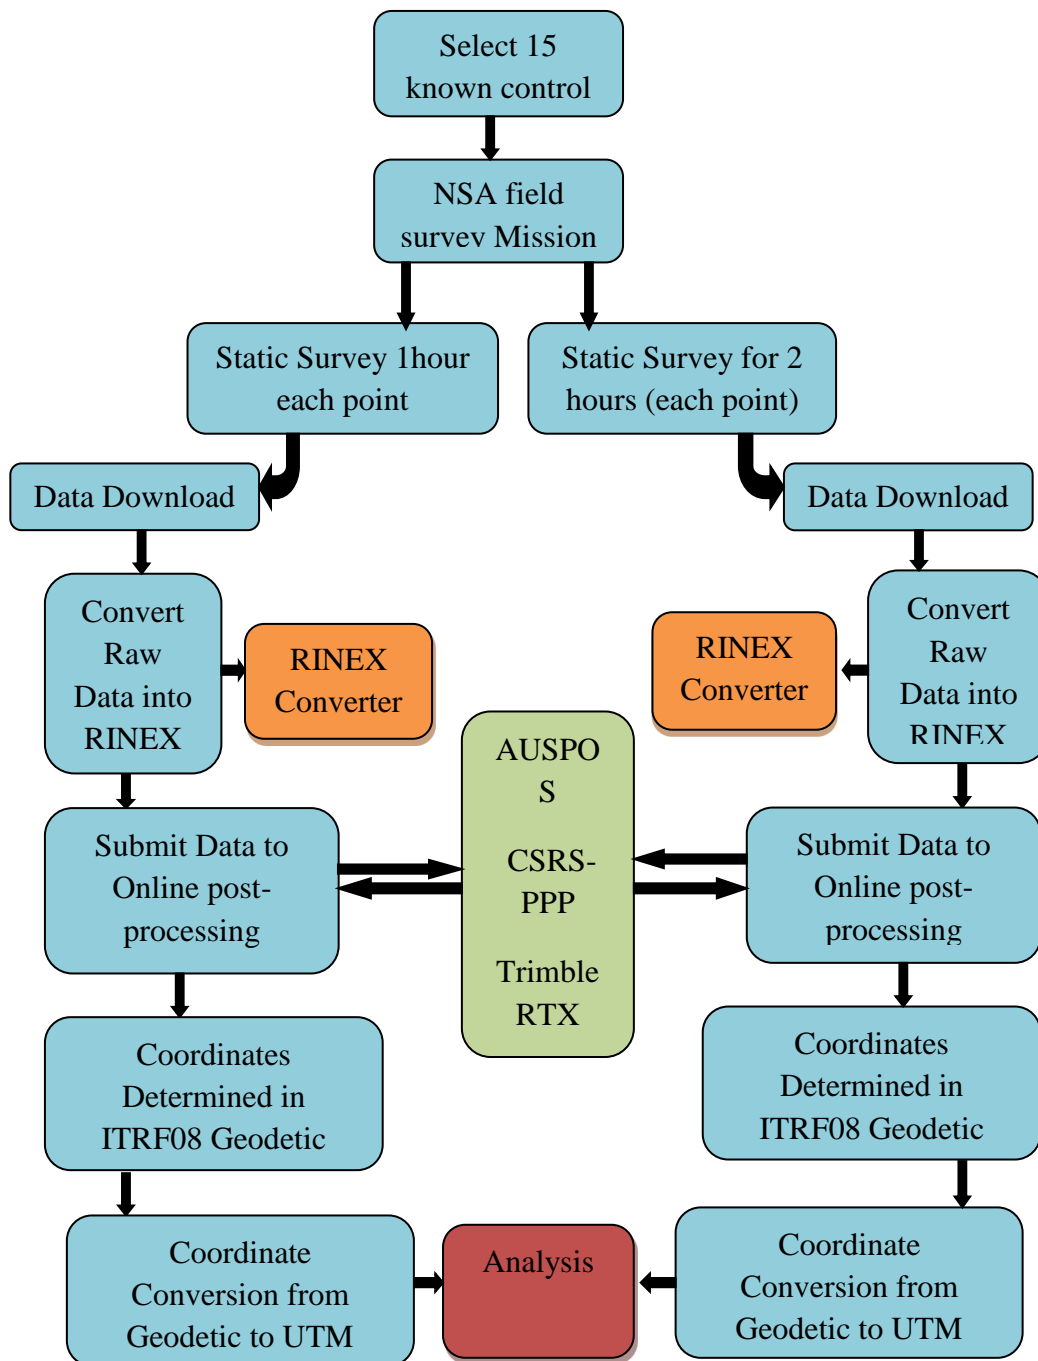 Select 15
known control
NSA field
survey Mission
Static Survey 1hour
each point
Static Survey for 2
hours (each point)
Data Download
Data Download
Convert
Raw
Data into
RINEX
RINEX
Converter
RINEX
Converter
Convert
Raw
Data into
RINEX
AUSPO
S
CSRS-
PPP
Trimble
RTX
Submit Data to
Online post-
processing
Submit Data to
Online post-
processing
Coordinates
Determined in
ITRF08 Geodetic
Coordinates
Determined in
ITRF08 Geodetic
Coordinate
Conversion from
Geodetic to UTM
Analysis
Coordinate
Conversion from
Geodetic to UTM